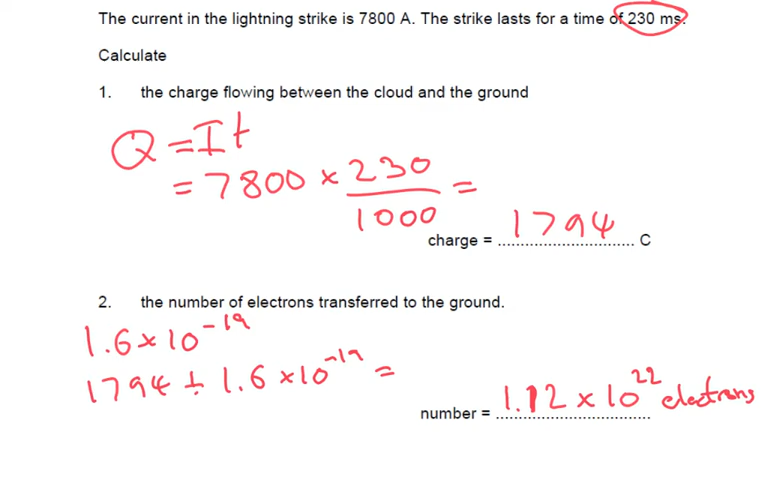 The current in the lightning strike is 7800 A. The strike lasts for a time of 230 ms.
Calculate
1. the charge flowing between the cloud and the ground
Q = It
= 7800 × 230/1000 =
charge = 1794 C
2. the number of electrons transferred to the ground.
1.6 × 10⁻¹⁹
1794 ÷ 1.6 × 10⁻¹⁹ =
number = 1.12 × 10²² electrons